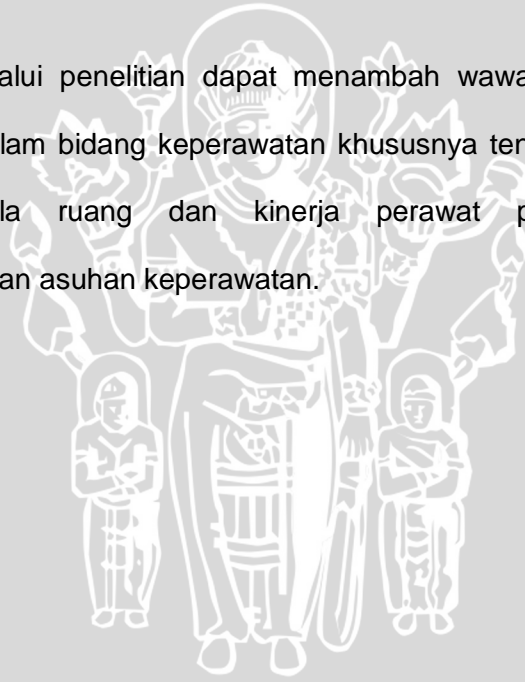 alui penelitian dapat menambah wawa
lam bidang keperawatan khususnya ten
la ruang dan kinerja perawat p
an asuhan keperawatan.